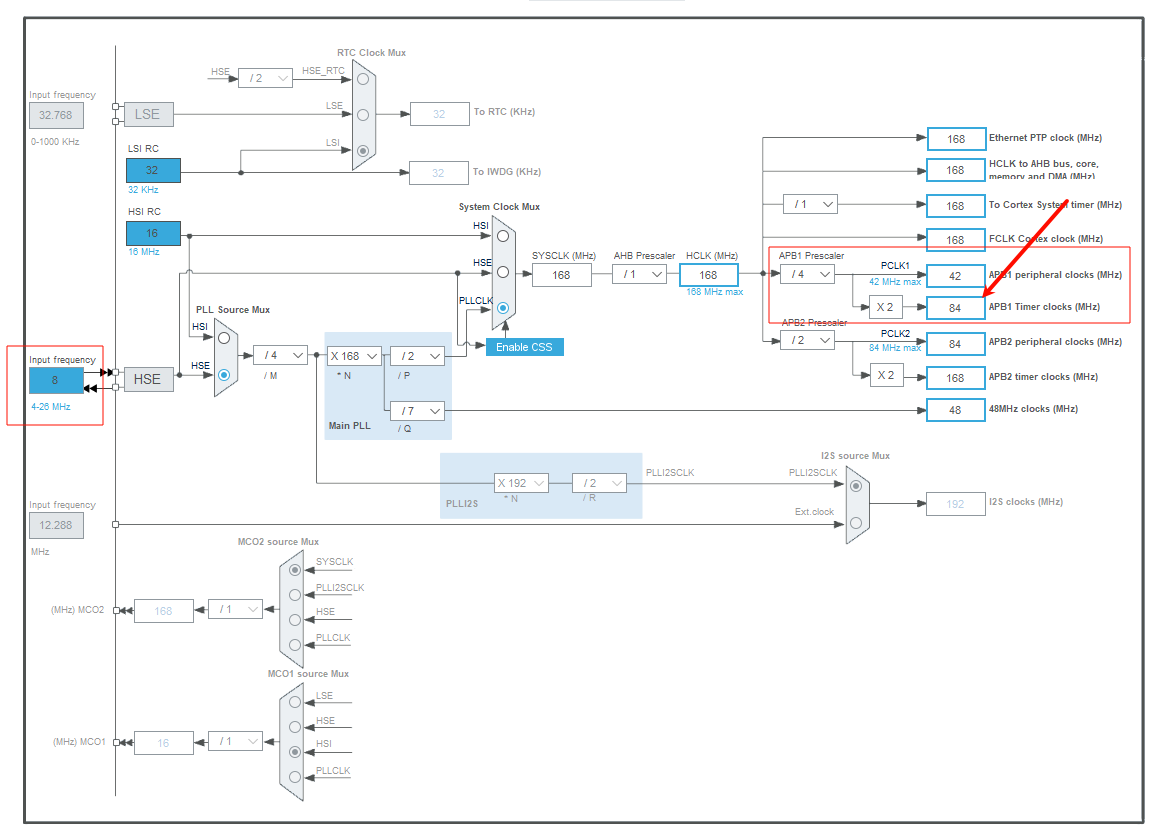 RTC Clock Mux
HSE
/ 2
HSE_RTC
Input frequency
32.768
0-1000 KHz
LSE
LSE
32
To RTC (KHz)
LSI RC
32
32 KHz
LSI
32
To IWDG (KHz)
HSI RC
16
16 MHz
System Clock Mux
HSI
HSE
PLLCLK
SYSCLK (MHz)
168
AHB Prescaler
/ 1
HCLK (MHz)
168
168 MHz max
168
Ethernet PTP clock (MHz)
168
HCLK to AHB bus, core,
memory and DMA (MHz)
/ 1
168
To Cortex System timer (MHz)
168
FCLK Cortex clock (MHz)
APB1 Prescaler
/ 4
PCLK1
42 MHz max
42
APB1 peripheral clocks (MHz)
X 2
84
APB1 Timer clocks (MHz)
APB2 Prescaler
/ 2
PCLK2
84 MHz max
84
APB2 peripheral clocks (MHz)
X 2
168
APB2 timer clocks (MHz)
48
48MHz clocks (MHz)
PLL Source Mux
HSI
HSE
Enable CSS
Input frequency
8
4-26 MHz
HSE
/ 4
/ M
X 168
* N
/ 2
/ P
/ 7
/ Q
Main PLL
X 192
* N
/ 2
/ R
PLLI2S
PLLI2SCLK
I2S source Mux
PLLI2SCLK
Ext.clock
192
I2S clocks (MHz)
Input frequency
12.288
MHz
MCO2 source Mux
SYSCLK
PLLI2SCLK
HSE
PLLCLK
(MHz) MCO2
168
/ 1
MCO1 source Mux
LSE
HSE
HSI
PLLCLK
(MHz) MCO1
16
/ 1